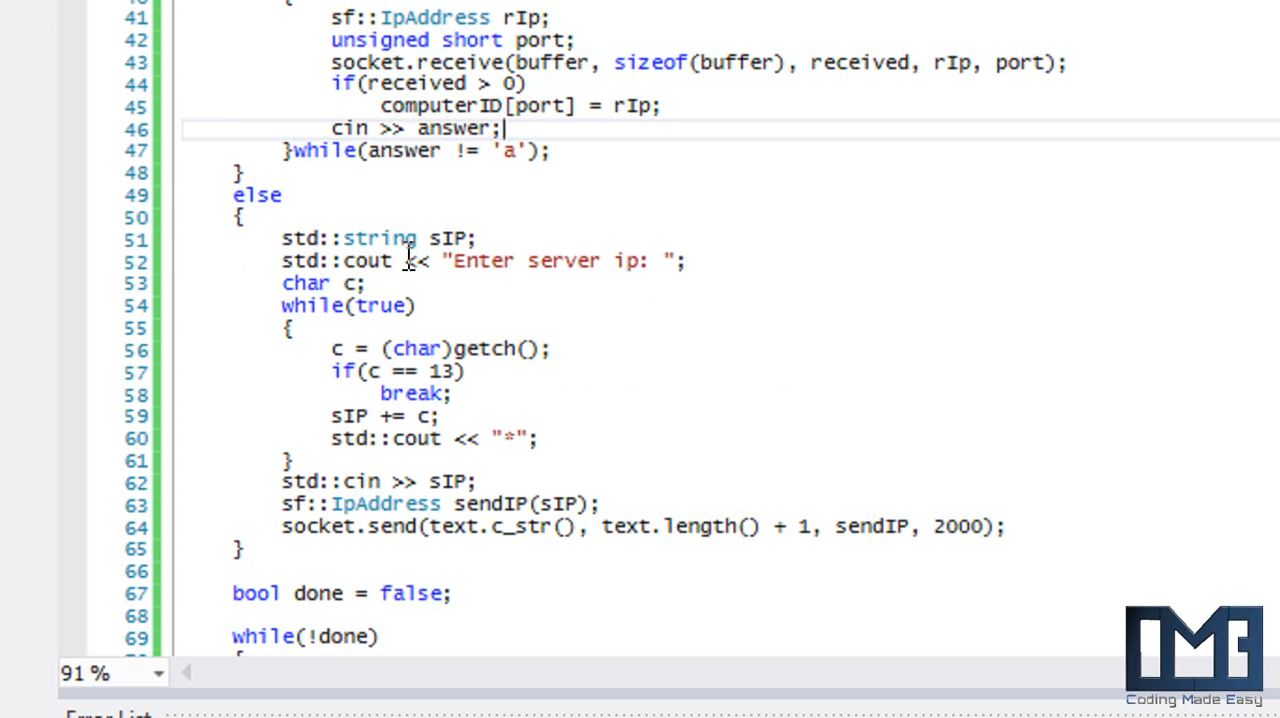 41 sf::IpAddress rIp;
42 unsigned short port;
43 socket.receive(buffer, sizeof(buffer), received, rIp, port);
44 if(received > 0)
45 computerID[port] = rIp;
46 cin >> answer;
47 }while(answer != 'a');
48 }
49 else
50 {
51 std::string sIP;
52 std::cout << "Enter server ip: ";
53 char c;
54 while(true)
55 {
56 c = (char)getch();
57 if(c == 13)
58 break;
59 sIP += c;
60 std::cout << "*";
61 }
62 std::cin >> sIP;
63 sf::IpAddress sendIP(sIP);
64 socket.send(text.c_str(), text.length() + 1, sendIP, 2000);
65 }
66
67 bool done = false;
68
69 while(!done)
91 %
Error List
CME
Coding Made Easy